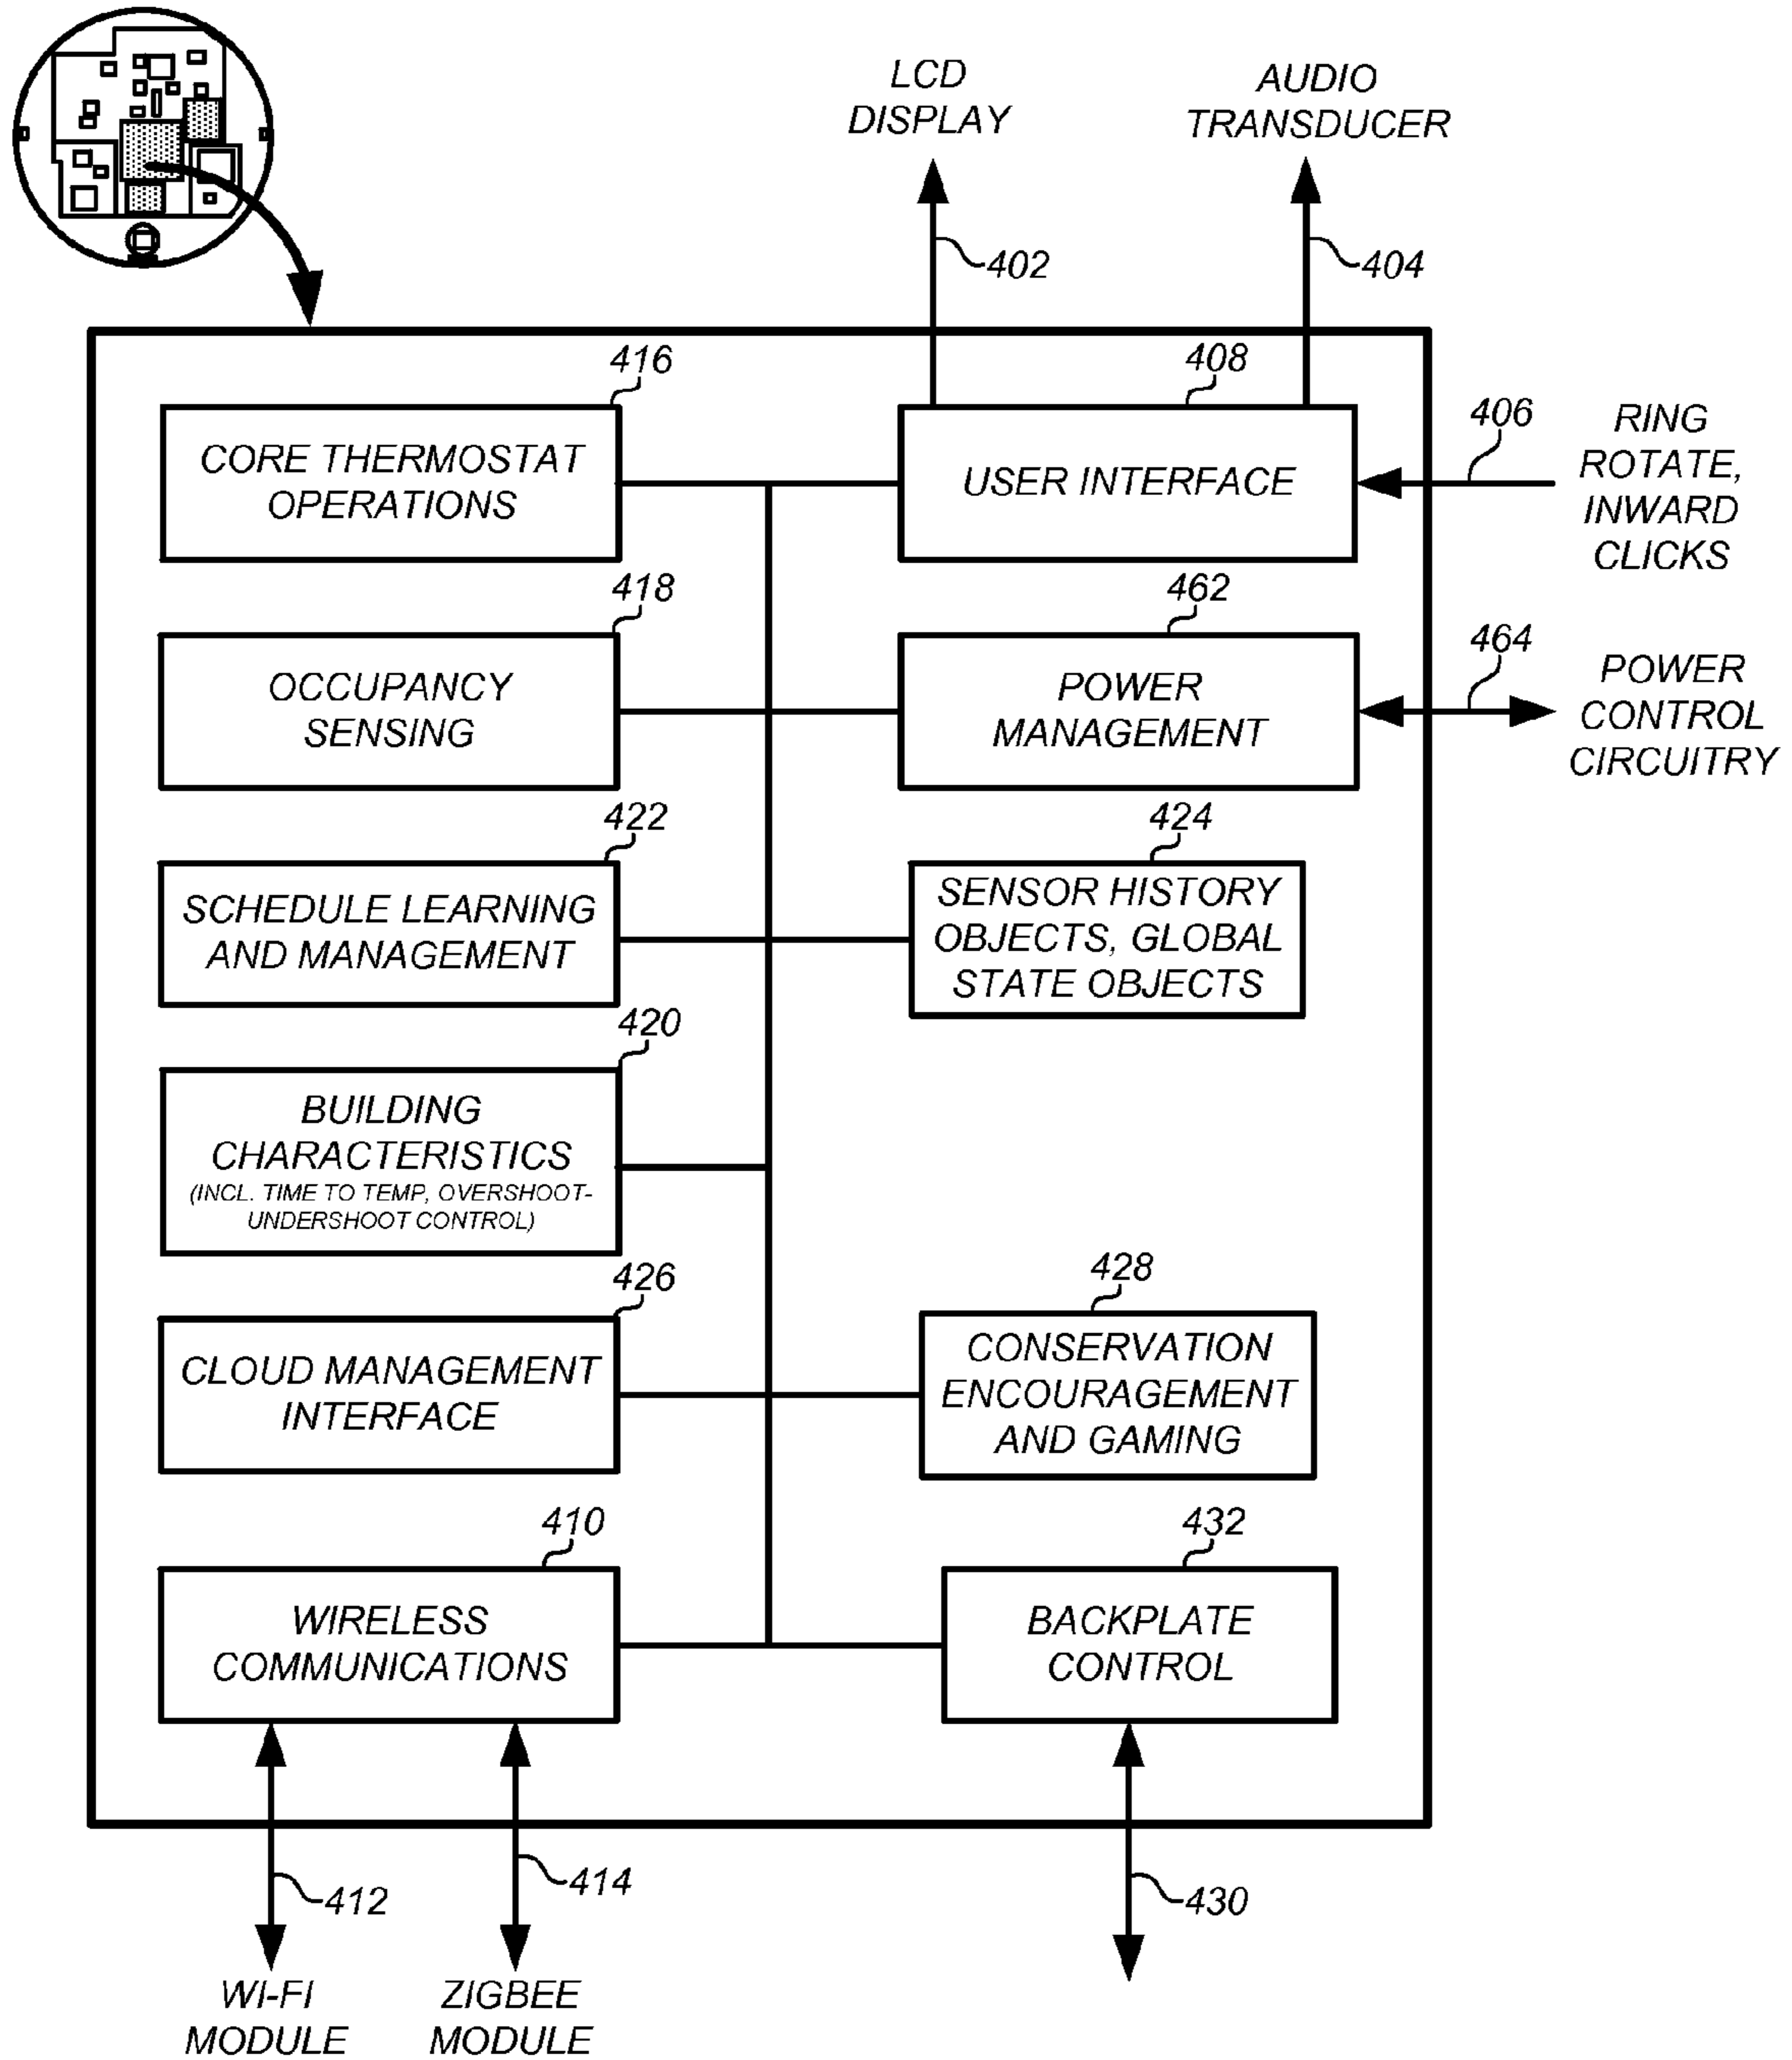 LCD
DISPLAY
AUDIO
TRANSDUCER
402
404
416
408
406
CORE THERMOSTAT
OPERATIONS
USER INTERFACE
RING
ROTATE,
INWARD
CLICKS
418
462
464
OCCUPANCY
SENSING
POWER
MANAGEMENT
POWER
CONTROL
CIRCUITRY
422
424
SCHEDULE LEARNING
AND MANAGEMENT
SENSOR HISTORY
OBJECTS, GLOBAL
STATE OBJECTS
420
BUILDING
CHARACTERISTICS
(INCL. TIME TO TEMP, OVERSHOOT-
UNDERSHOOT CONTROL)
426
428
CLOUD MANAGEMENT
INTERFACE
CONSERVATION
ENCOURAGEMENT
AND GAMING
410
432
WIRELESS
COMMUNICATIONS
BACKPLATE
CONTROL
412
414
430
WI-FI
MODULE
ZIGBEE
MODULE